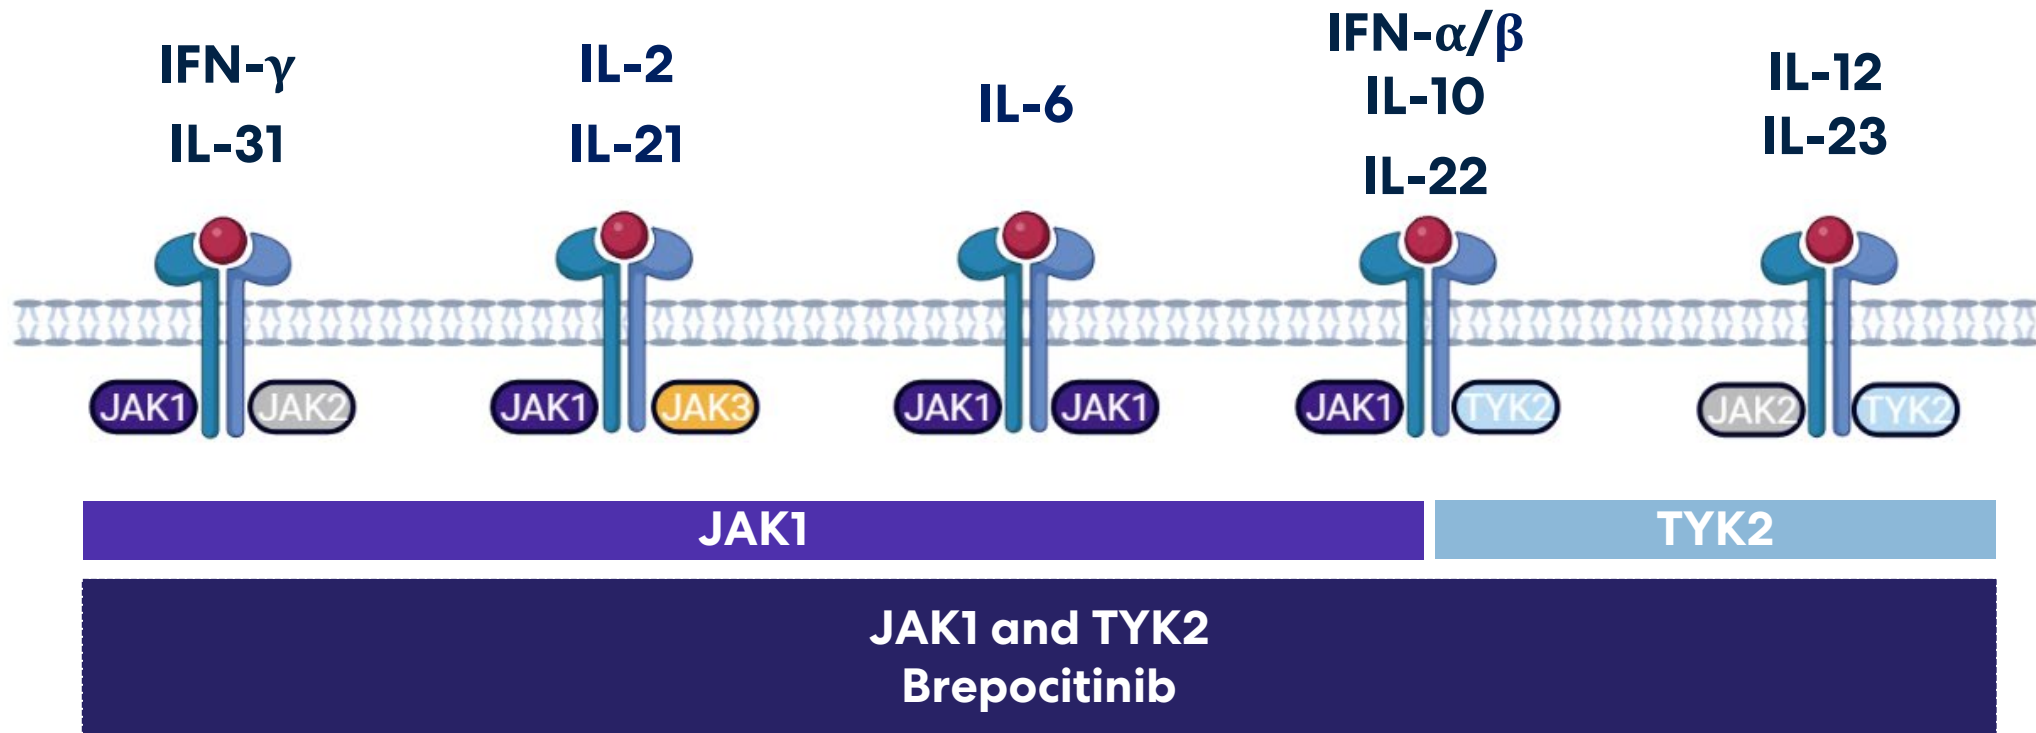 IFN-γ
IL-31
IL-2
IL-21
IL-6
IFN-α/β
IL-10
IL-22
IL-12
IL-23
JAK1
JAK2
JAK1
JAK3
JAK1
JAK1
JAK1
TYK2
JAK2
TYK2
JAK1
TYK2
JAK1 and TYK2
Brepocitinib